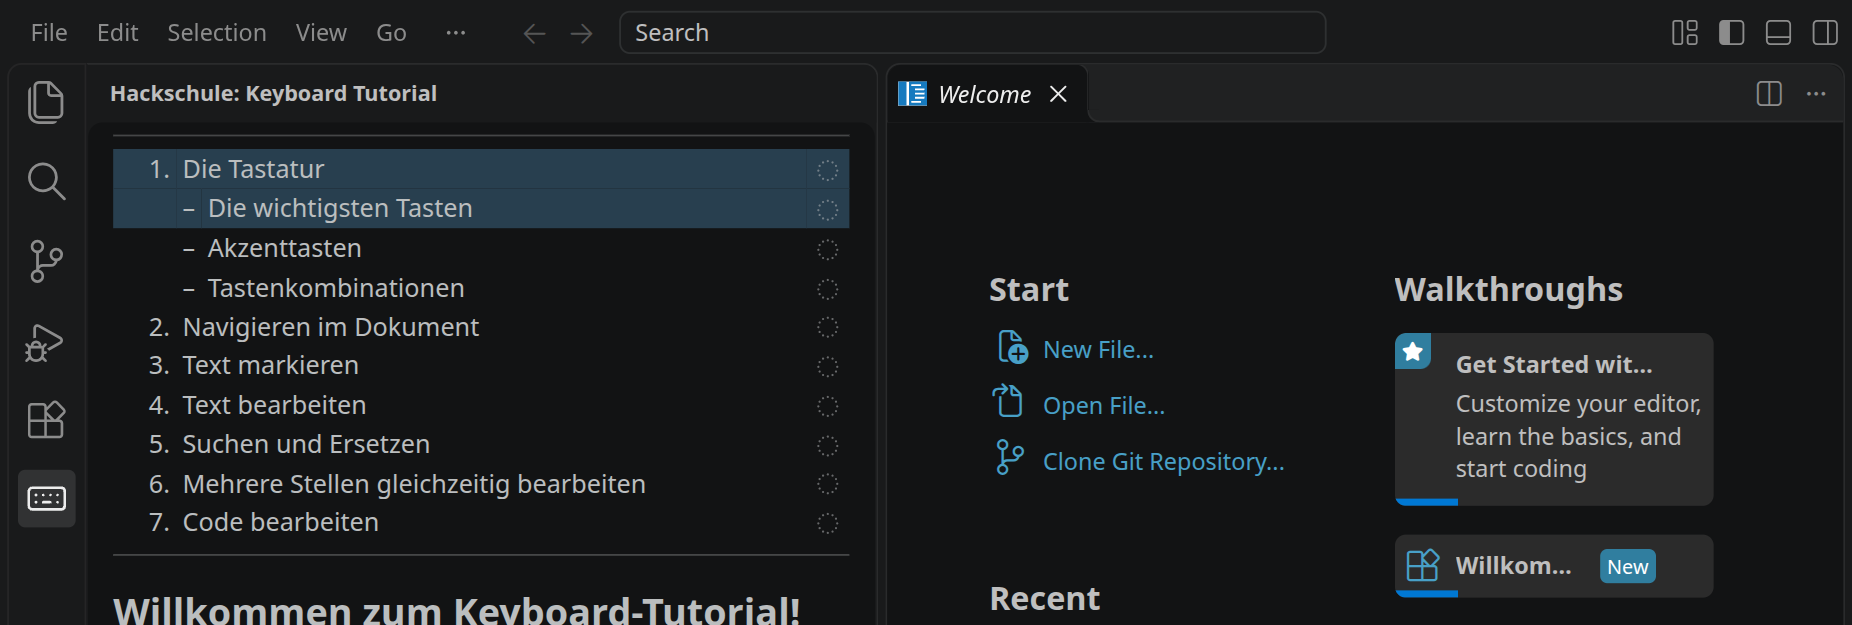 File Edit Selection View Go ··· Search
Hackschule: Keyboard Tutorial
1. Die Tastatur
– Die wichtigsten Tasten
– Akzenttasten
– Tastenkombinationen
2. Navigieren im Dokument
3. Text markieren
4. Text bearbeiten
5. Suchen und Ersetzen
6. Mehrere Stellen gleichzeitig bearbeiten
7. Code bearbeiten
Willkommen zum Keyboard-Tutorial!
Welcome
Start
New File...
Open File...
Clone Git Repository...
Recent
Walkthroughs
Get Started wit...
Customize your editor,
learn the basics, and
start coding
Willkom... New